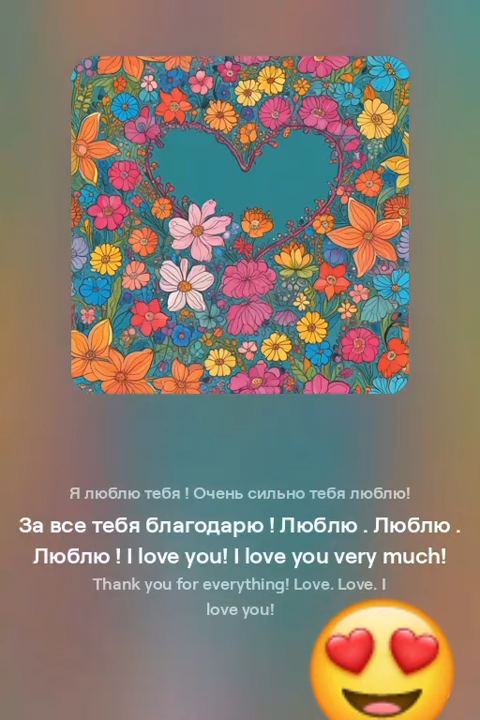 Я люблю тебя ! Очень сильно тебя люблю!
За все тебя благодарю ! Люблю . Люблю .
Люблю ! I love you! I love you very much!
Thank you for everything! Love. Love. I
love you!